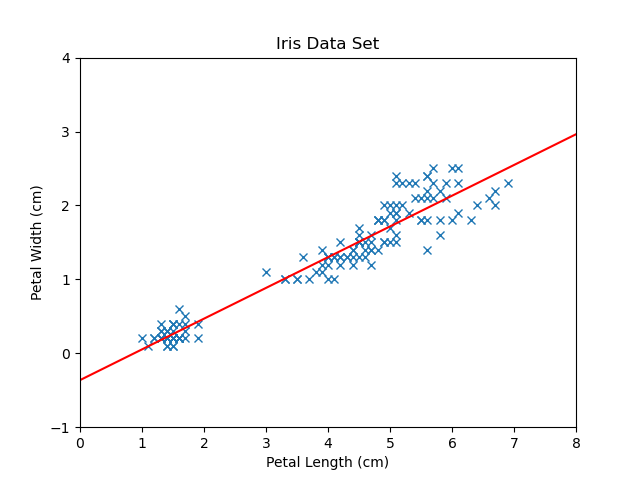 Iris Data Set
4
3
2
1
0
−1
Petal Width (cm)
0 1 2 3 4 5 6 7 8
Petal Length (cm)